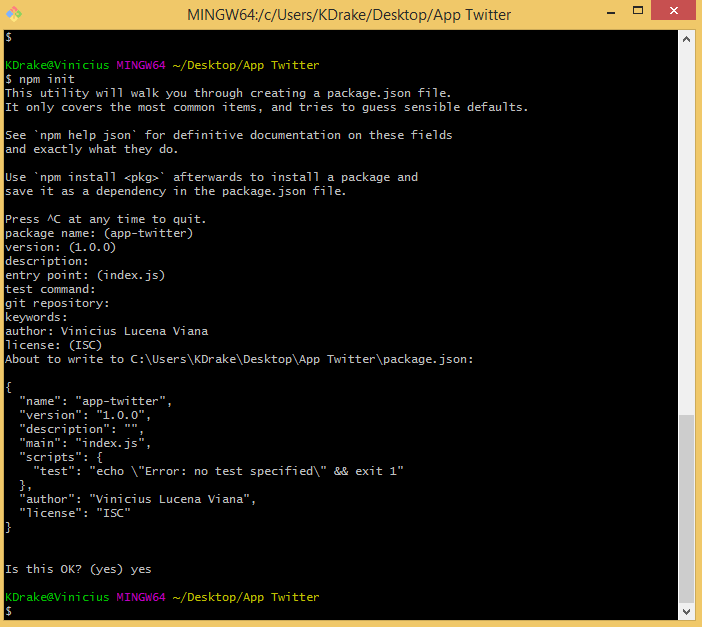 MINGW64:/c/Users/KDrake/Desktop/App Twitter
$
KDrake@Vinicius MINGW64 ~/Desktop/App Twitter
$ npm init
This utility will walk you through creating a package.json file.
It only covers the most common items, and tries to guess sensible defaults.
See `npm help json` for definitive documentation on these fields
and exactly what they do.
Use `npm install <pkg>` afterwards to install a package and
save it as a dependency in the package.json file.
Press ^C at any time to quit.
package name: (app-twitter)
version: (1.0.0)
description:
entry point: (index.js)
test command:
git repository:
keywords:
author: Vinicius Lucena Viana
license: (ISC)
About to write to C:\Users\KDrake\Desktop\App Twitter\package.json:
{
  "name": "app-twitter",
  "version": "1.0.0",
  "description": "",
  "main": "index.js",
  "scripts": {
    "test": "echo \"Error: no test specified\" && exit 1"
  },
  "author": "Vinicius Lucena Viana",
  "license": "ISC"
}
Is this OK? (yes) yes
KDrake@Vinicius MINGW64 ~/Desktop/App Twitter
$